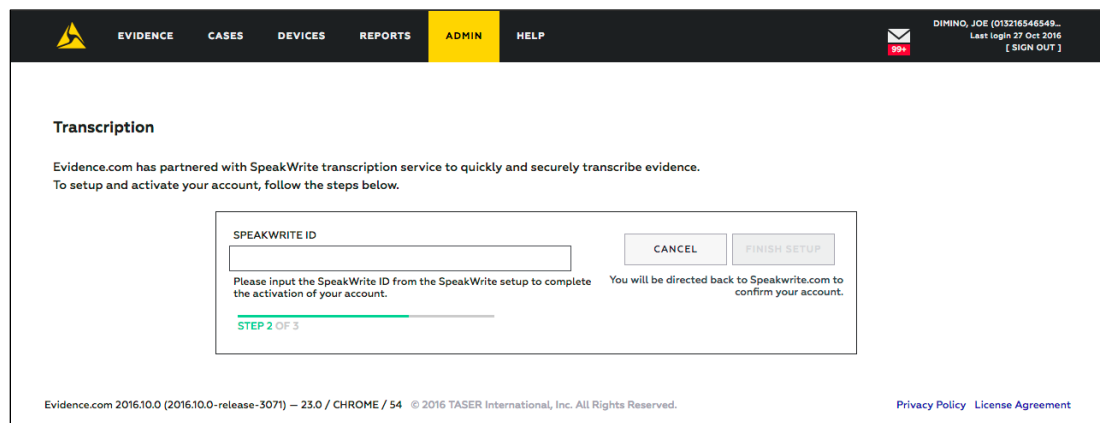 EVIDENCE CASES DEVICES REPORTS ADMIN HELP
99+
DIMINO, JOE (013216546549...
Last login 27 Oct 2016
[ SIGN OUT ]
Transcription
Evidence.com has partnered with SpeakWrite transcription service to quickly and securely transcribe evidence.
To setup and activate your account, follow the steps below.
SPEAKWRITE ID
Please input the SpeakWrite ID from the SpeakWrite setup to complete
the activation of your account.
STEP 2 OF 3
CANCEL FINISH SETUP
You will be directed back to Speakwrite.com to
confirm your account.
Evidence.com 2016.10.0 (2016.10.0-release-3071) — 23.0 / CHROME / 54 © 2016 TASER International, Inc. All Rights Reserved. Privacy Policy License Agreement